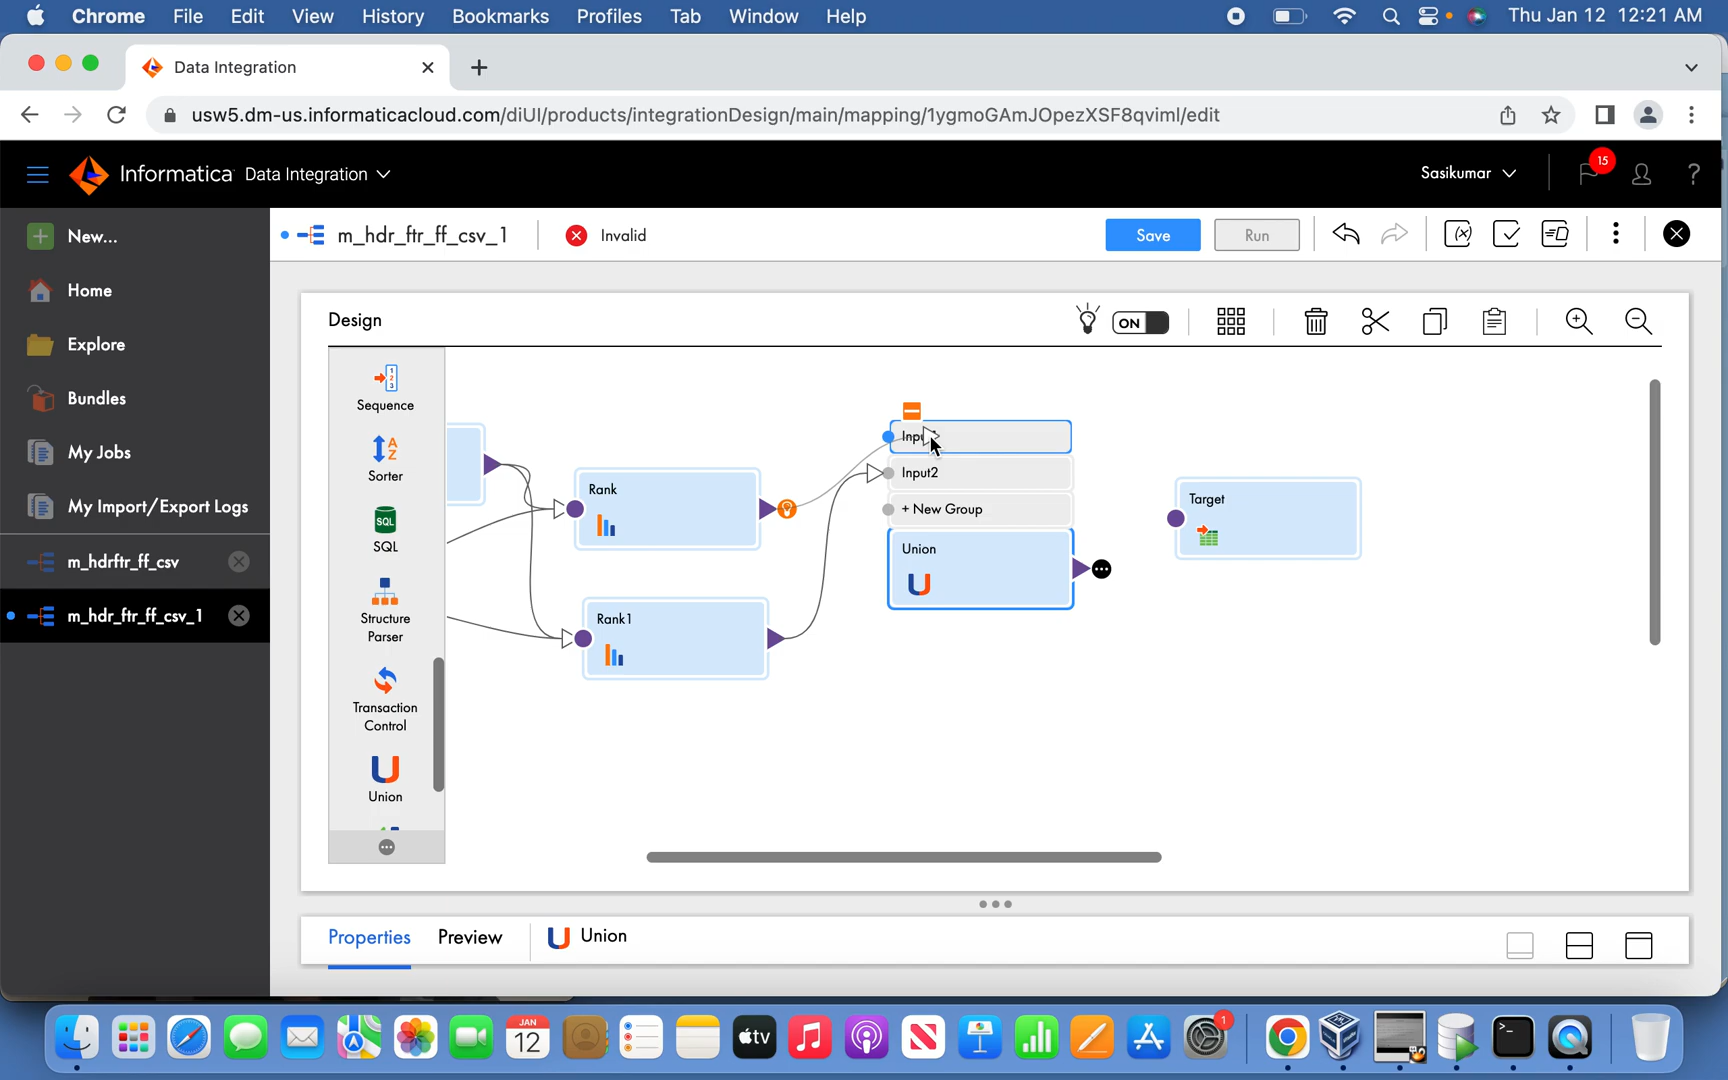 Chrome File Edit View History Bookmarks Profiles Tab Window Help Thu Jan 12 12:21 AM
Data Integration
usw5.dm-us.informaticacloud.com/diUI/products/integrationDesign/main/mapping/1ygmoGAmJOpezXSF8qviml/edit
Informatica Data Integration Sasikumar 15 ?
New...
Home
Explore
Bundles
My Jobs
My Import/Export Logs
m_hdrftr_ff_csv
m_hdr_ftr_ff_csv_1
m_hdr_ftr_ff_csv_1 Invalid Save Run
Design ON
Sequence
Sorter
SQL
SQL
Structure
Parser
Transaction
Control
Union
Rank
Rank1
Input2
+ New Group
Union
Target
Properties Preview Union
JAN
12
tv
1